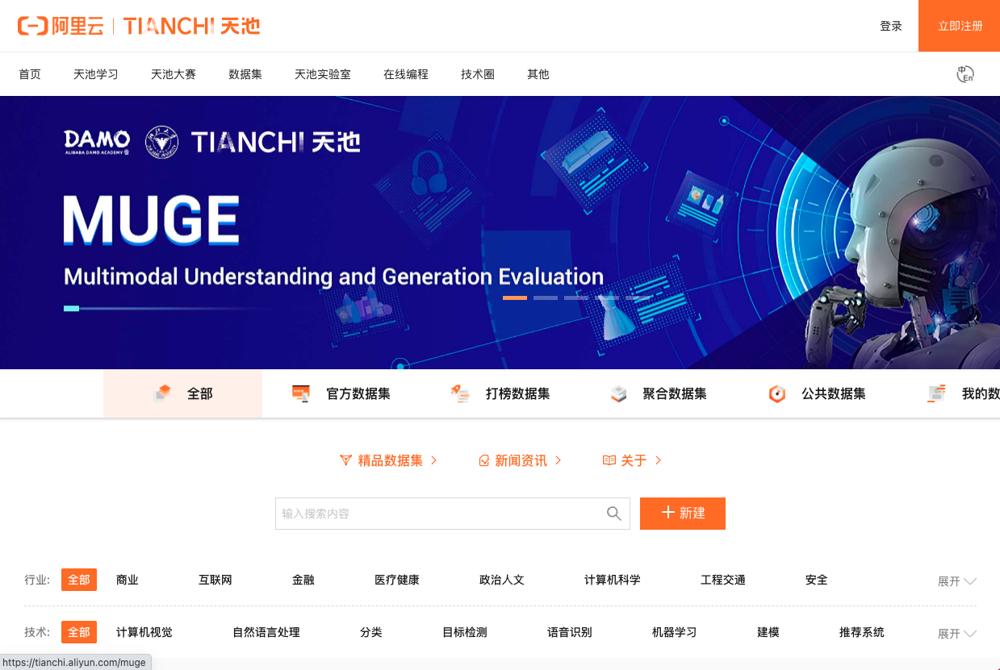 阿里云 TIANCHI 天池
登录 立即注册
首页 天池学习 天池大赛 数据集 天池实验室 在线编程 技术圈 其他 中 En
DAMO TIANCHI 天池
ALIBABA DAMO ACADEMY
MUGE
Multimodal Understanding and Generation Evaluation
全部 官方数据集 打榜数据集 聚合数据集 公共数据集 我的数
精品数据集 新闻资讯 关于
输入搜索内容 新建
行业: 全部 商业 互联网 金融 医疗健康 政治人文 计算机科学 工程交通 安全 展开
技术: 全部 计算机视觉 自然语言处理 分类 目标检测 语音识别 机器学习 建模 推荐系统 展开
https://tianchi.aliyun.com/muge